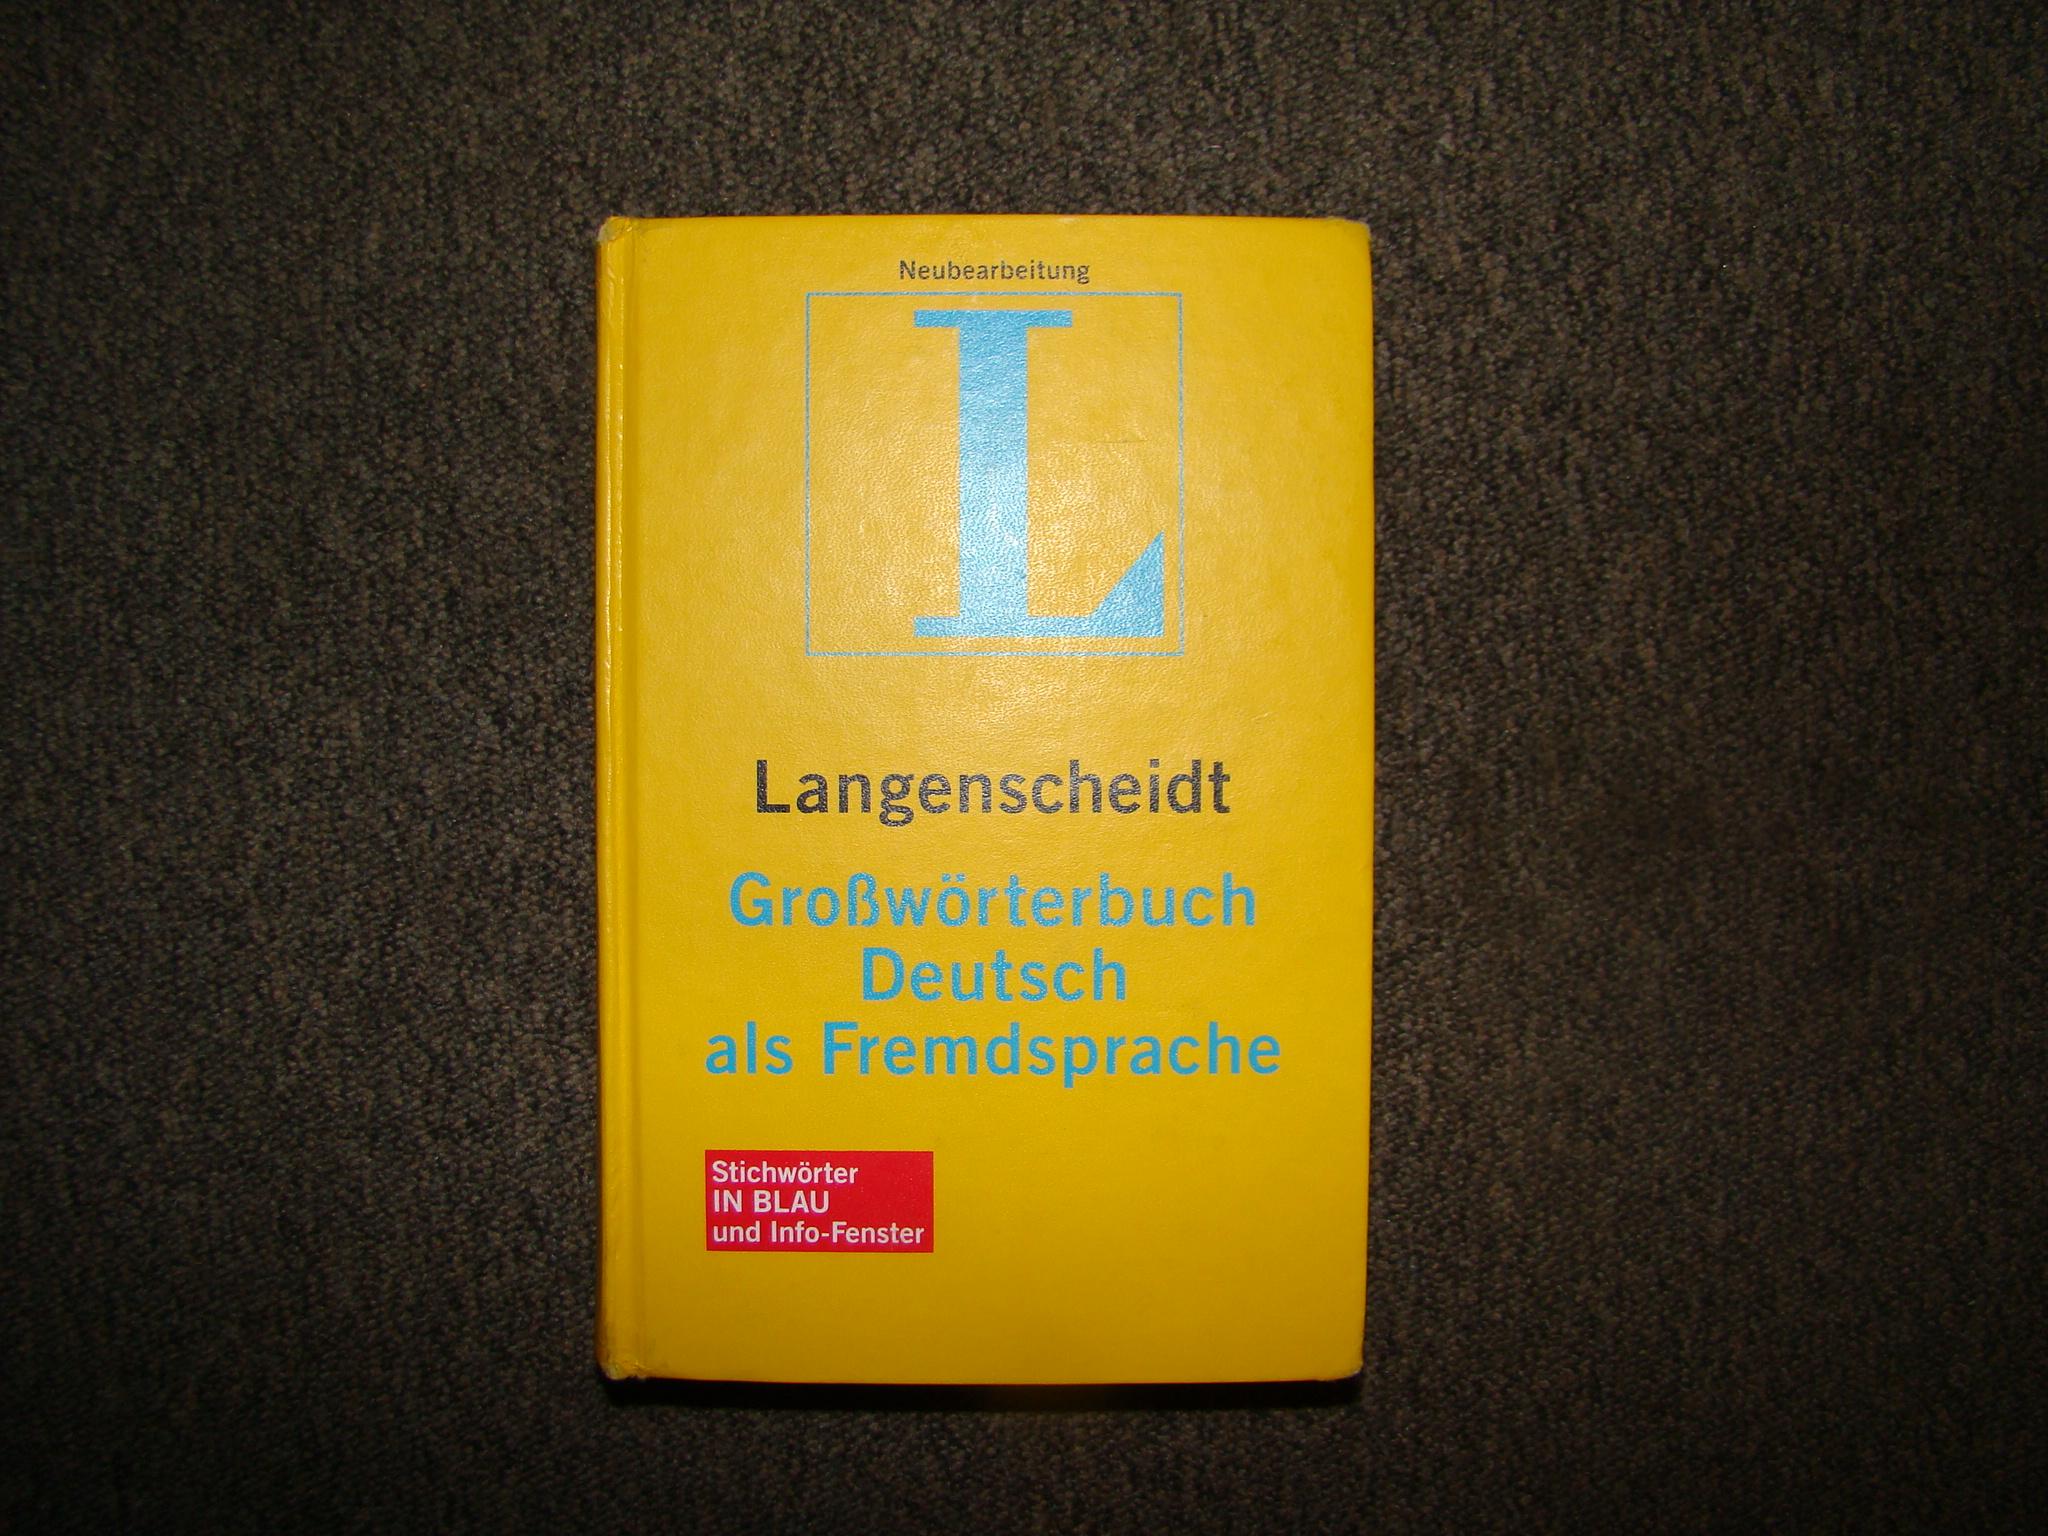 Neubearbeitung
L
Langenscheidt
Großwörterbuch
Deutsch
als Fremdsprache
Stichwörter
IN BLAU
und Info-Fenster